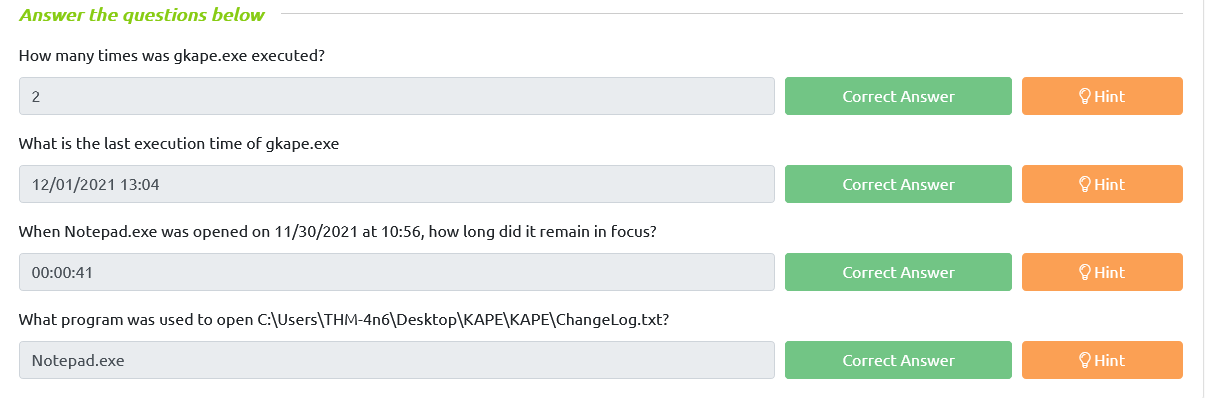 Answer the questions below
How many times was gkape.exe executed?
2 Correct Answer Hint
What is the last execution time of gkape.exe
12/01/2021 13:04 Correct Answer Hint
When Notepad.exe was opened on 11/30/2021 at 10:56, how long did it remain in focus?
00:00:41 Correct Answer Hint
What program was used to open C:\Users\THM-4n6\Desktop\KAPE\KAPE\ChangeLog.txt?
Notepad.exe Correct Answer Hint